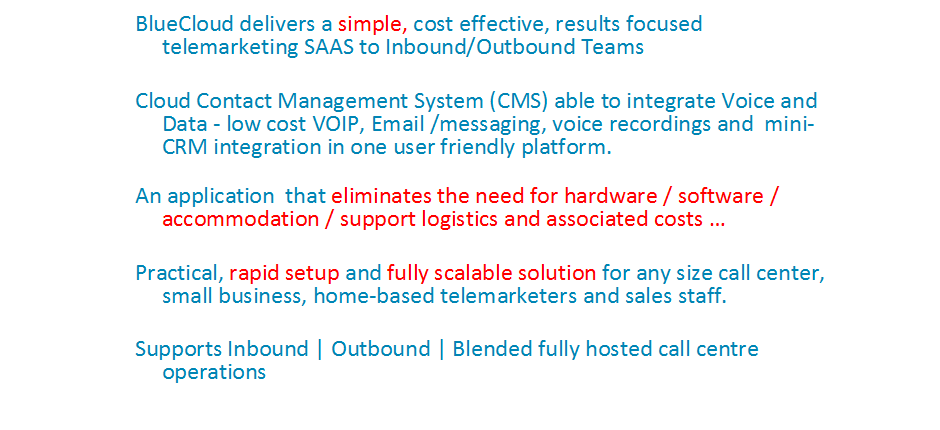 BlueCloud delivers a simple, cost effective, results focused
telemarketing SAAS to Inbound/Outbound Teams
Cloud Contact Management System (CMS) able to integrate Voice and
Data - low cost VOIP, Email /messaging, voice recordings and  mini-
CRM integration in one user friendly platform.
An application  that eliminates the need for hardware / software /
accommodation / support logistics and associated costs ...
Practical, rapid setup and fully scalable solution for any size call center,
small business, home-based telemarketers and sales staff.
Supports Inbound | Outbound | Blended fully hosted call centre
operations